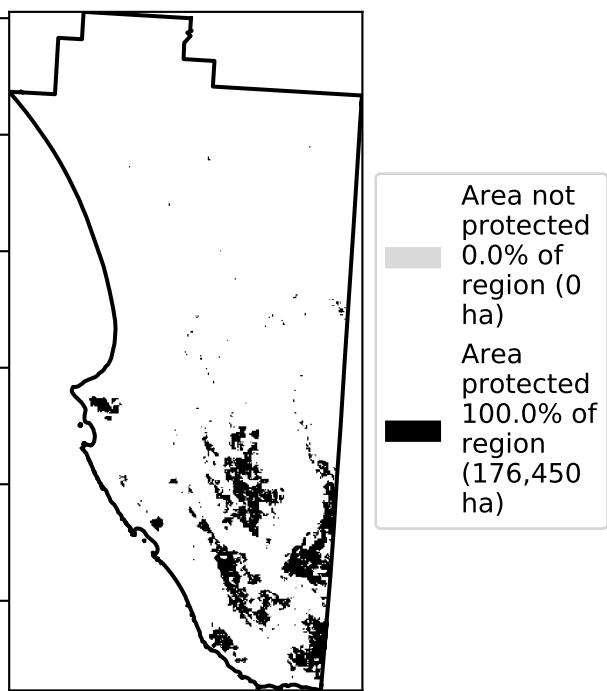 Area not
protected
0.0% of
region (0
ha)
Area
protected
100.0% of
region
(176,450
ha)